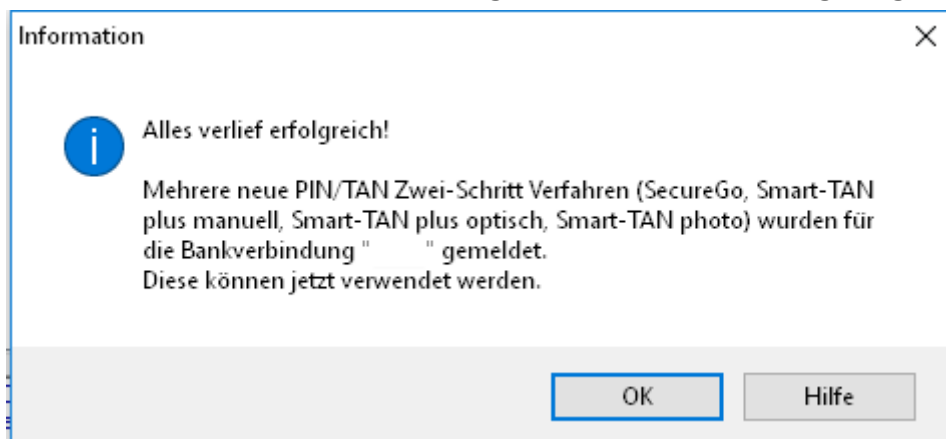 Information
Alles verlief erfolgreich!
Mehrere neue PIN/TAN Zwei-Schritt Verfahren (SecureGo, Smart-TAN
plus manuell, Smart-TAN plus optisch, Smart-TAN photo) wurden für
die Bankverbindung " " gemeldet.
Diese können jetzt verwendet werden.
OK
Hilfe